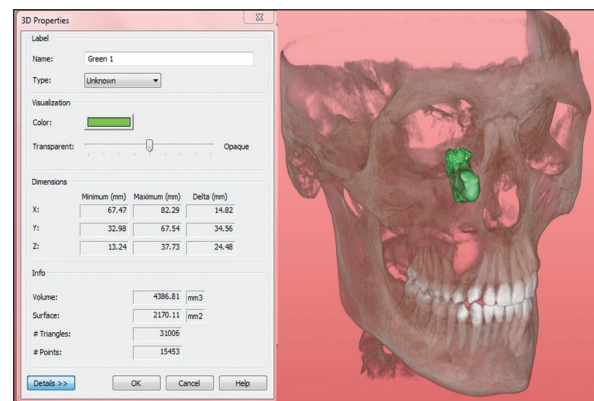 3D Properties
Label
Name: Green 1
Type: Unknown
Visualization
Color:
Transparent: Opaque
Dimensions
Minimum (mm) Maximum (mm) Delta (mm)
X: 67.47 82.29 14.82
Y: 32.98 67.54 34.56
Z: 13.24 37.73 24.48
Info
Volume: 4386.81 mm3
Surface: 2170.11 mm2
# Triangles: 31006
# Points: 15453
Details >> OK Cancel Help